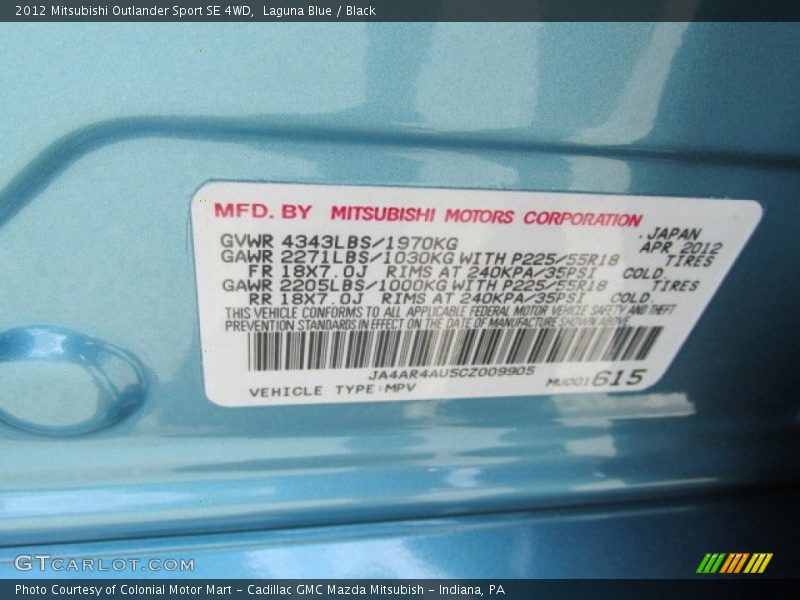 2012 Mitsubishi Outlander Sport SE 4WD,  Laguna Blue / Black
MFD. BY  MITSUBISHI MOTORS CORPORATION
. JAPAN
GVWR 4343LBS/1970KG  APR 2012
GAWR 2271LBS/1030KG WITH P225/55R18  TIRES
FR 18X7.0J  RIMS AT 240KPA/35PSI  COLD
GAWR 2205LBS/1000KG WITH P225/55R18  TIRES
RR 18X7.0J  RIMS AT 240KPA/35PSI  COLD.
THIS VEHICLE CONFORMS TO ALL APPLICABLE FEDERAL MOTOR VEHICLE SAFETY AND THEFT
PREVENTION STANDARDS IN EFFECT ON THE DATE OF MANUFACTURE SHOWN ABOVE.
JA4AR4AU5CZ009905
VEHICLE TYPE:MPV  MU001615
GTCARLOT.COM
Photo Courtesy of Colonial Motor Mart - Cadillac GMC Mazda Mitsubish - Indiana, PA